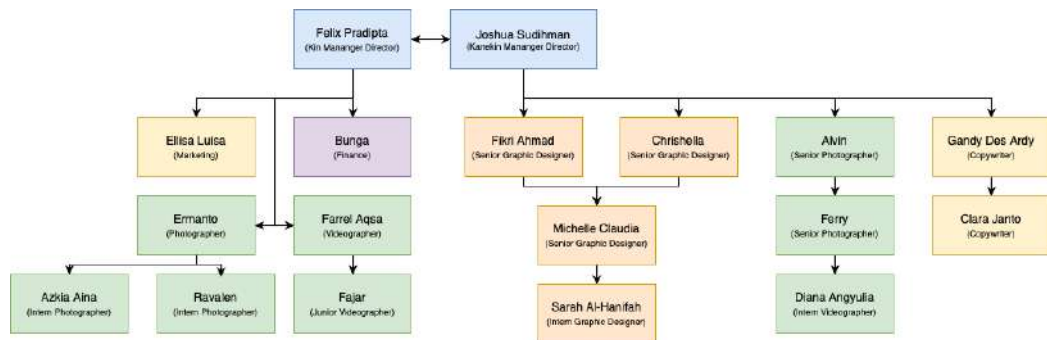 Felix Pradipta
(Kin Mananger Director)
Joshua Sudihman
(Kanekin Mananger Director)
Ellisa Luisa
(Marketing)
Bunga
(Finance)
Fikri Ahmad
(Senior Graphic Designer)
Chrishella
(Senior Graphic Designer)
Alvin
(Senior Photographer)
Gandy Des Ardy
(Copywriter)
Ermanto
(Photographer)
Farrel Aqsa
(Videographer)
Michelle Claudia
(Senior Graphic Designer)
Ferry
(Senior Photographer)
Clara Janto
(Copywriter)
Azkia Aina
(Intern Photographer)
Ravalen
(Intern Photographer)
Fajar
(Junior Videographer)
Sarah Al-Hanifah
(Intern Graphic Designer)
Diana Angyulia
(Intern Videographer)